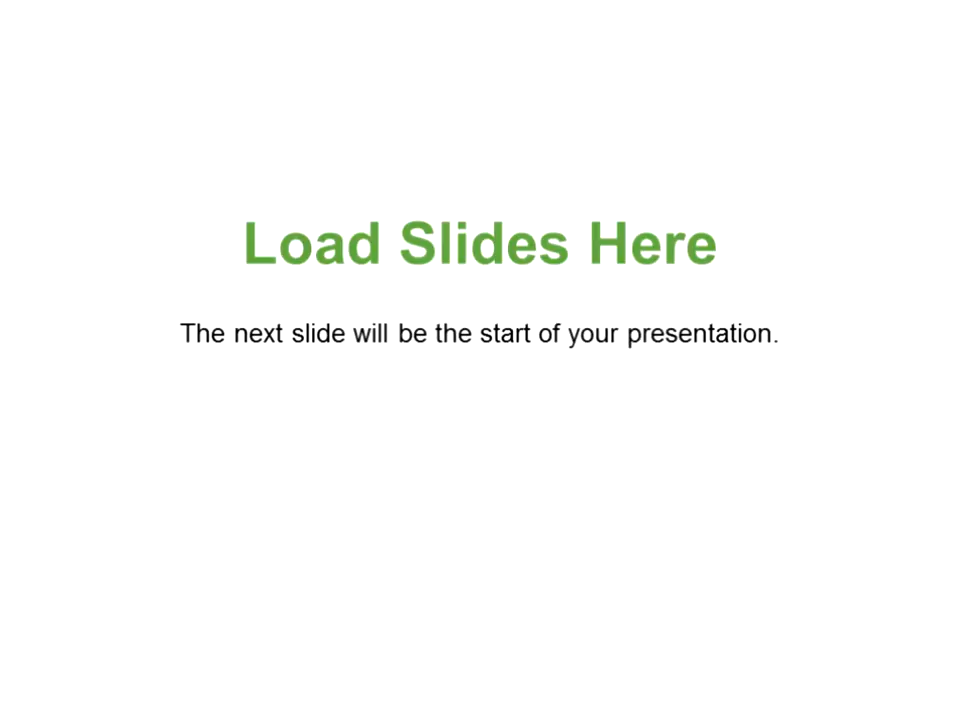 Load Slides Here
The next slide will be the start of your presentation.